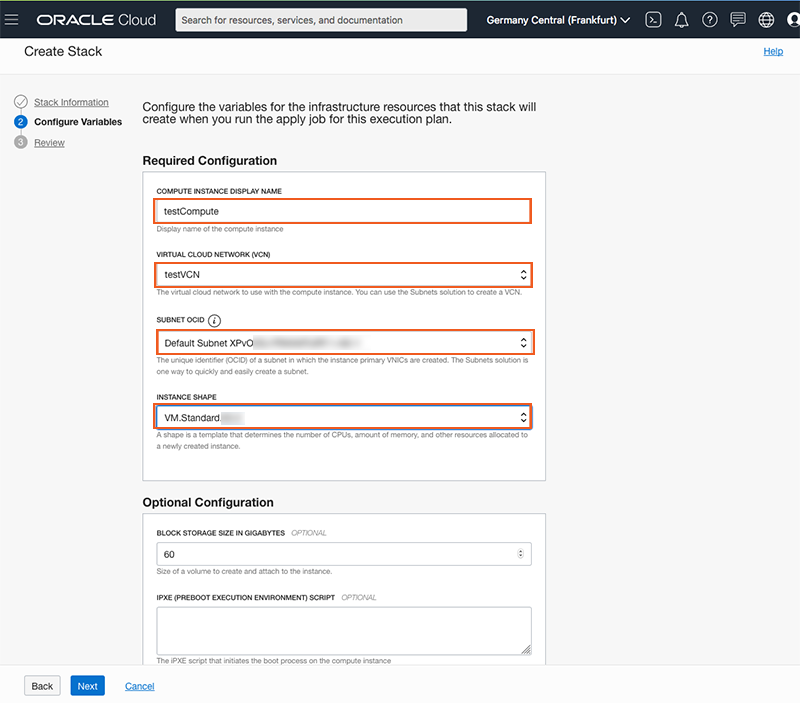 ORACLE Cloud
Search for resources, services, and documentation
Germany Central (Frankfurt)
Create Stack
Help
Stack Information
2 Configure Variables
3 Review
Configure the variables for the infrastructure resources that this stack will
create when you run the apply job for this execution plan.
Required Configuration
COMPUTE INSTANCE DISPLAY NAME
testCompute
Display name of the compute instance
VIRTUAL CLOUD NETWORK (VCN)
testVCN
The virtual cloud network to use with the compute instance. You can use the Subnets solution to create a VCN.
SUBNET OCID i
Default Subnet XPvO
The unique identifier (OCID) of a subnet in which the instance primary VNICs are created. The Subnets solution is
one way to quickly and easily create a subnet.
INSTANCE SHAPE
VM.Standard.
A shape is a template that determines the number of CPUs, amount of memory, and other resources allocated to
a newly created instance.
Optional Configuration
BLOCK STORAGE SIZE IN GIGABYTES OPTIONAL
60
Size of a volume to create and attach to the instance.
IPXE (PREBOOT EXECUTION ENVIRONMENT) SCRIPT OPTIONAL
The iPXE script that initiates the boot process on the compute instance
Back
Next
Cancel